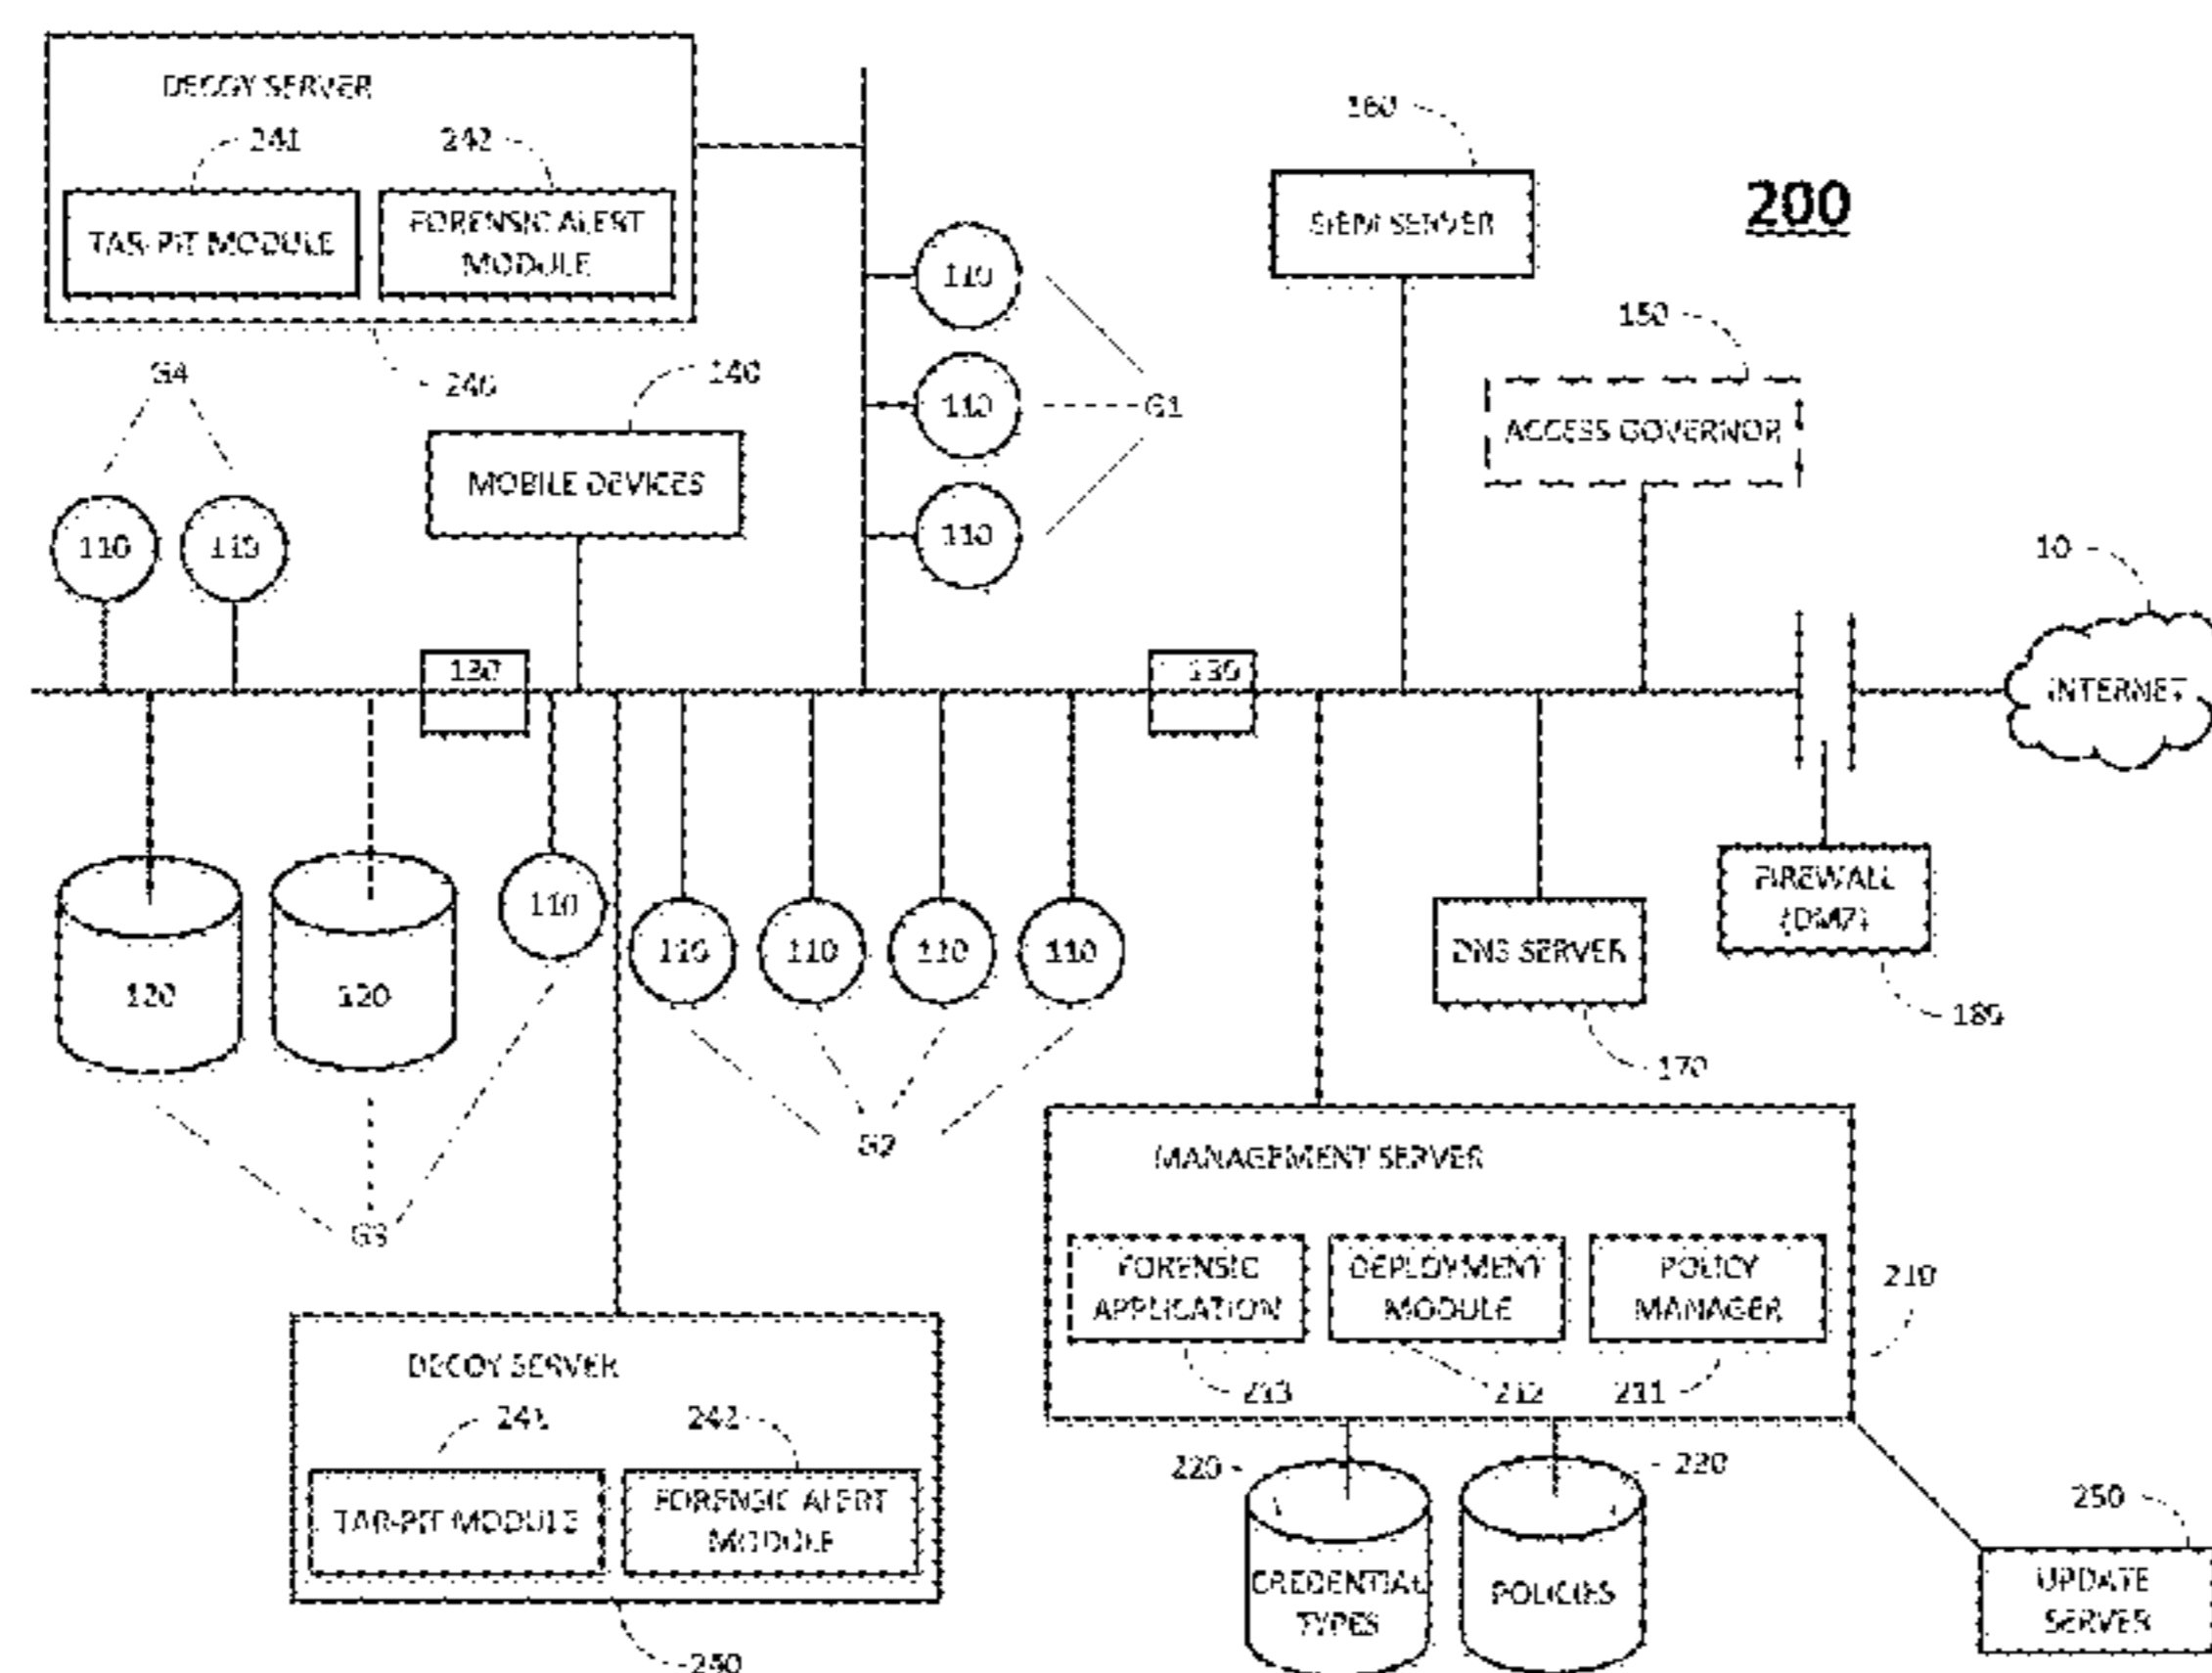 DECOY SERVER
241
242
TAR-PIT MODULE
FORENSIC ALERT
MODULE
160
SIEM SERVER
200
110
150
G4
240
140
110
G1
ACCESS GOVERNOR
MOBILE DEVICES
110
110
110
10
130
130
INTERNET
120
120
110
110
110
110
110
DNS SERVER
FIREWALL
(DMZ)
180
170
G2
G3
MANAGEMENT SERVER
FORENSIC
APPLICATION
DEPLOYMENT
MODULE
POLICY
MANAGER
210
213
212
211
DECOY SERVER
241
242
TAR-PIT MODULE
FORENSIC ALERT
MODULE
240
220
CREDENTIAL
TYPES
POLICIES
250
UPDATE
SERVER